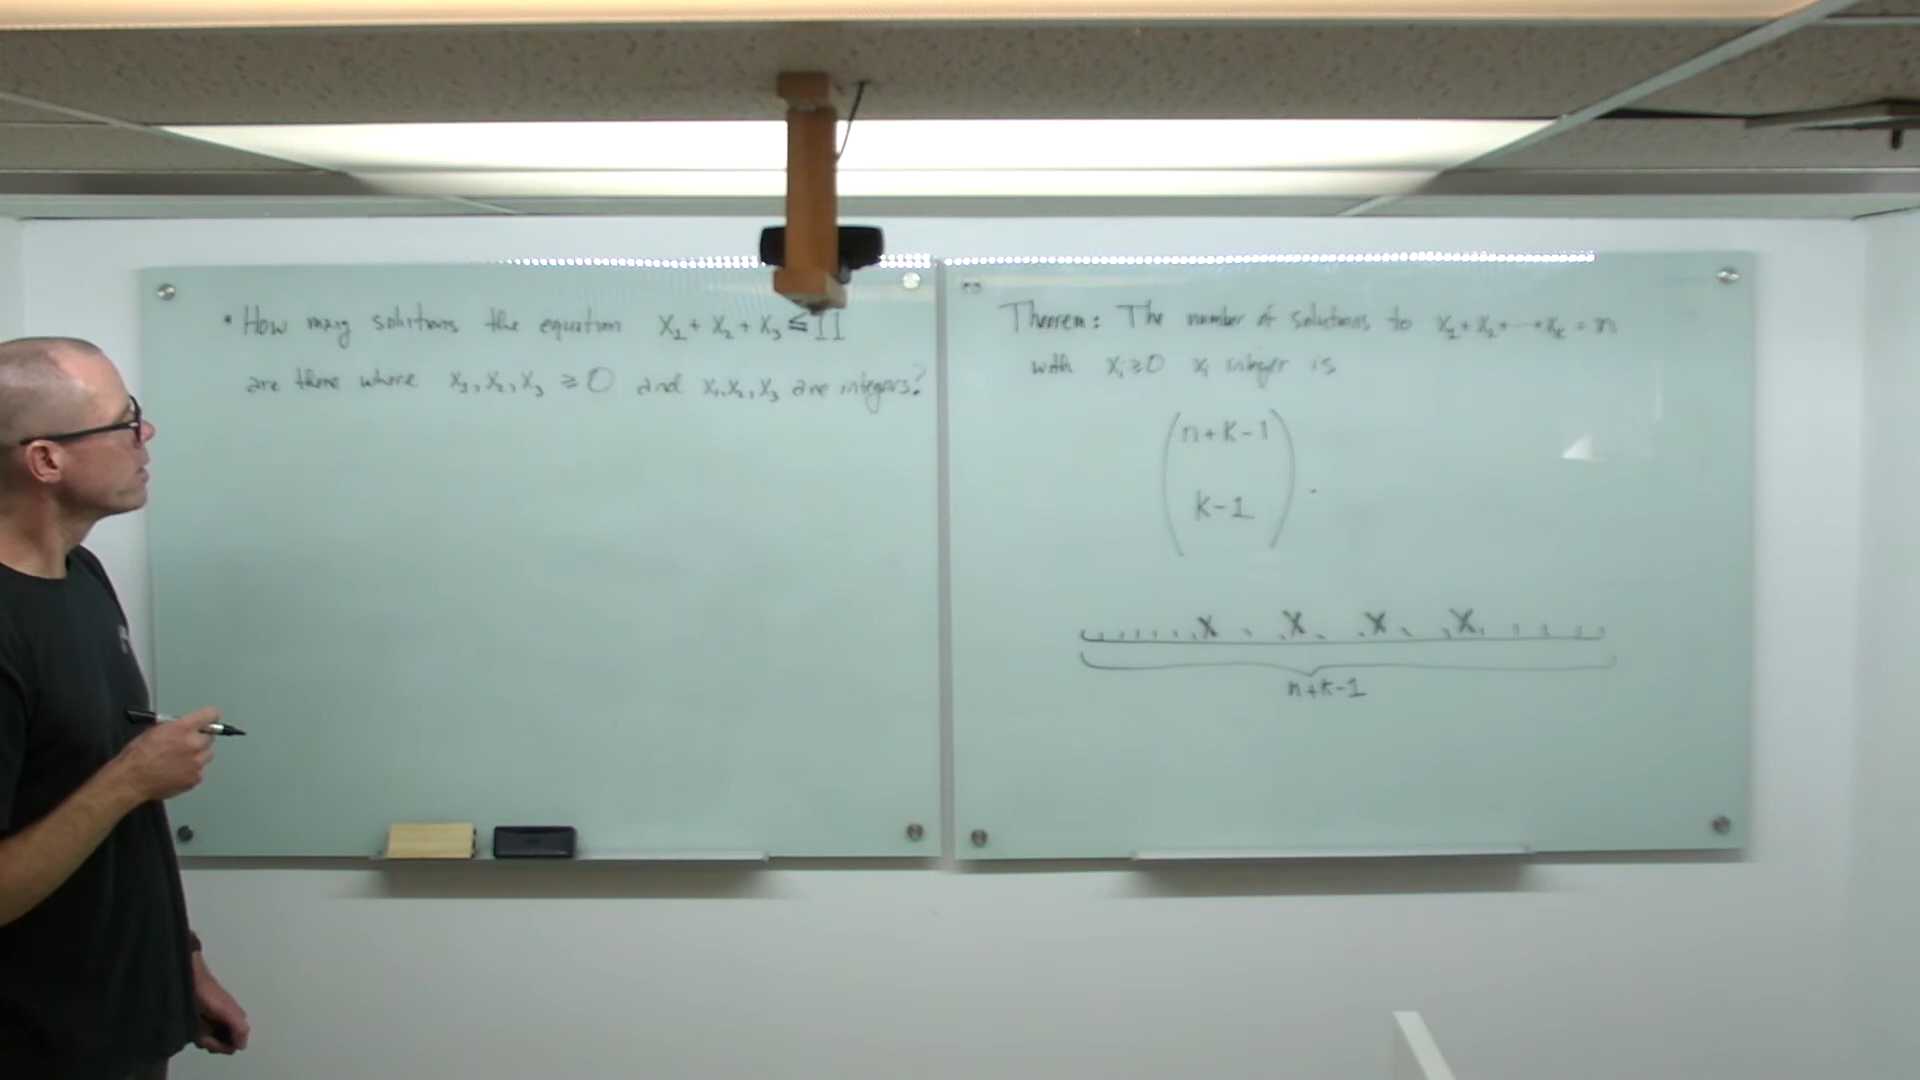 • How many solutions the equation x₁ + x₂ + x₃ ≤ 11
are there where x₁, x₂, x₃ ≥ 0 and x₁, x₂, x₃ are integers?
Theorem: The number of solutions to x₁ + x₂ + ··· + xₖ = n
with xᵢ ≥ 0 xᵢ integer is
(n+k-1
k-1).
x x x x
n+k-1